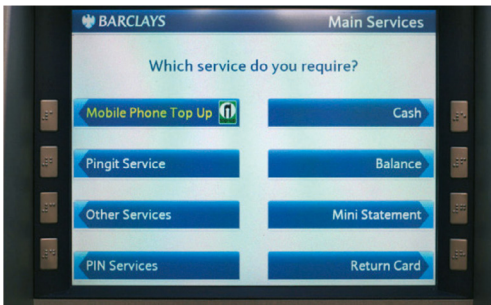 BARCLAYS
Main Services
Which service do you require?
Mobile Phone Top Up
Cash
Pingit Service
Balance
Other Services
Mini Statement
PIN Services
Return Card